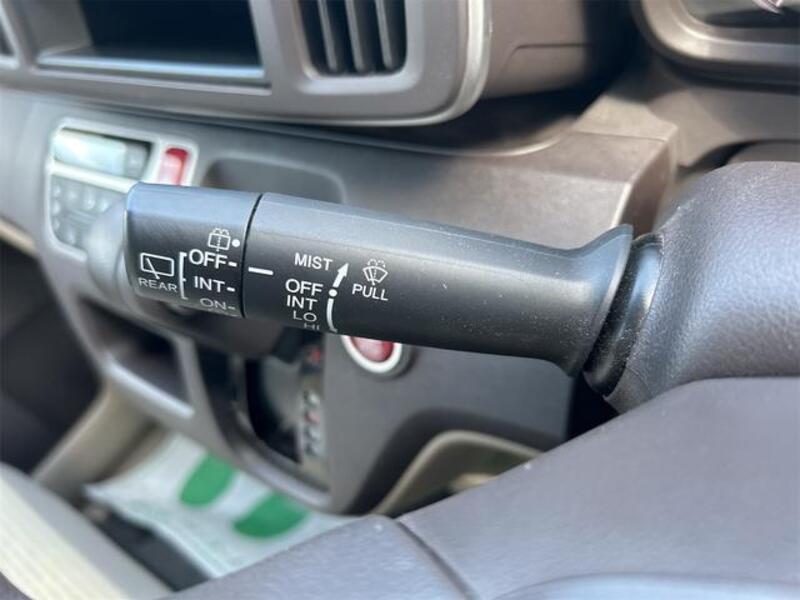 REAR
OFF
INT
ON
MIST
OFF
INT
LO
HI
PULL